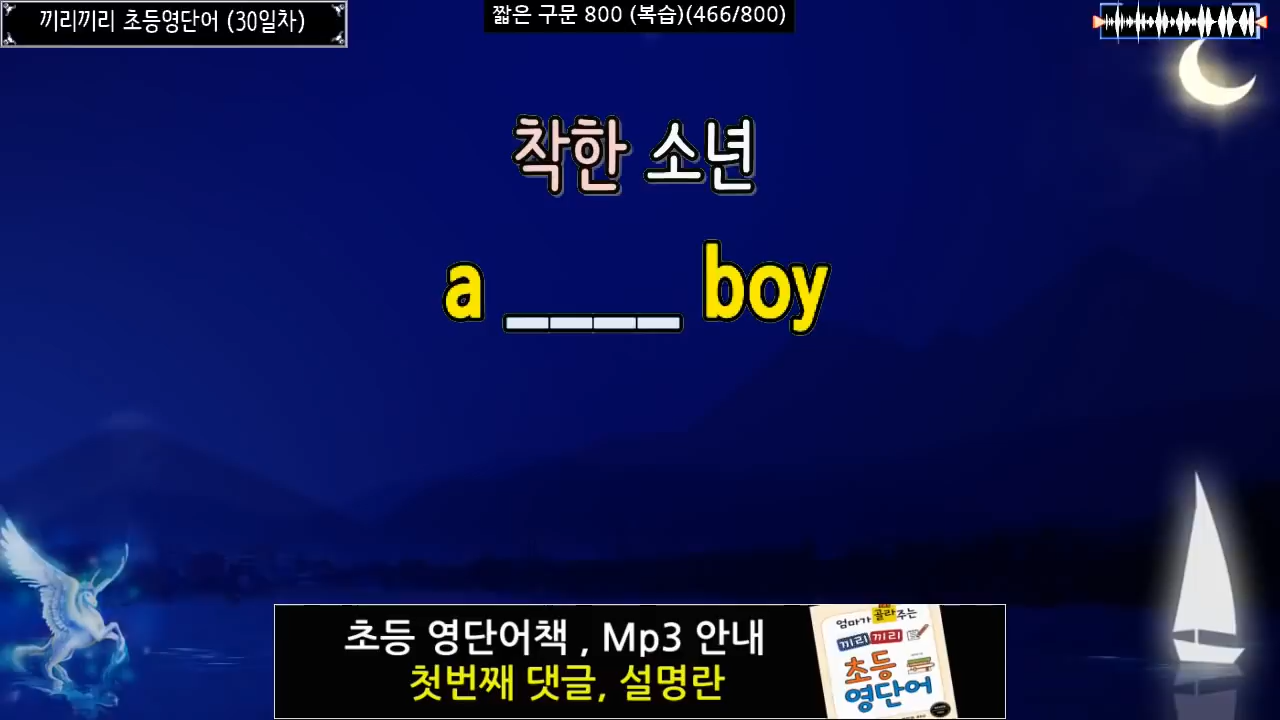 끼리끼리 초등영단어 (30일차)
짧은 구문 800 (복습)(466/800)
착한 소년
a ____ boy
초등 영단어책 , Mp3 안내
첫번째 댓글, 설명란
엄마가 골라주는
끼리끼리
초등
영단어